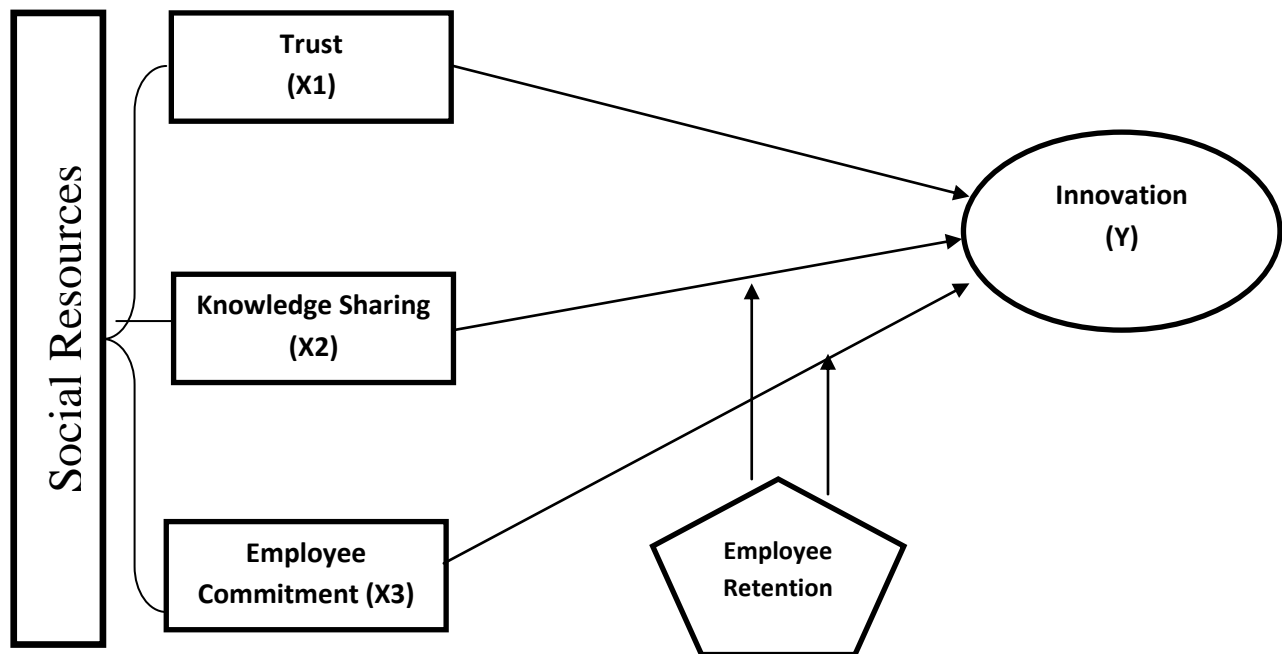 Social Resources
Trust
(X1)
Knowledge Sharing
(X2)
Employee
Commitment (X3)
Innovation
(Y)
Employee
Retention